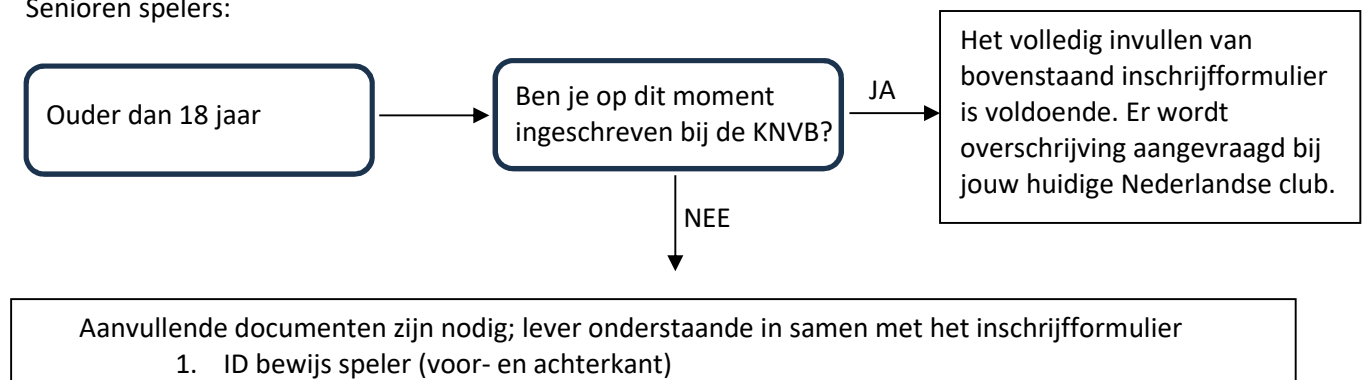 Senioren spelers:
Ouder dan 18 jaar
Ben je op dit moment
ingeschreven bij de KNVB?
JA
Het volledig invullen van
bovenstaand inschrijfformulier
is voldoende. Er wordt
overschrijving aangevraagd bij
jouw huidige Nederlandse club.
NEE
Aanvullende documenten zijn nodig; lever onderstaande in samen met het inschrijfformulier
1. ID bewijs speler (voor- en achterkant)